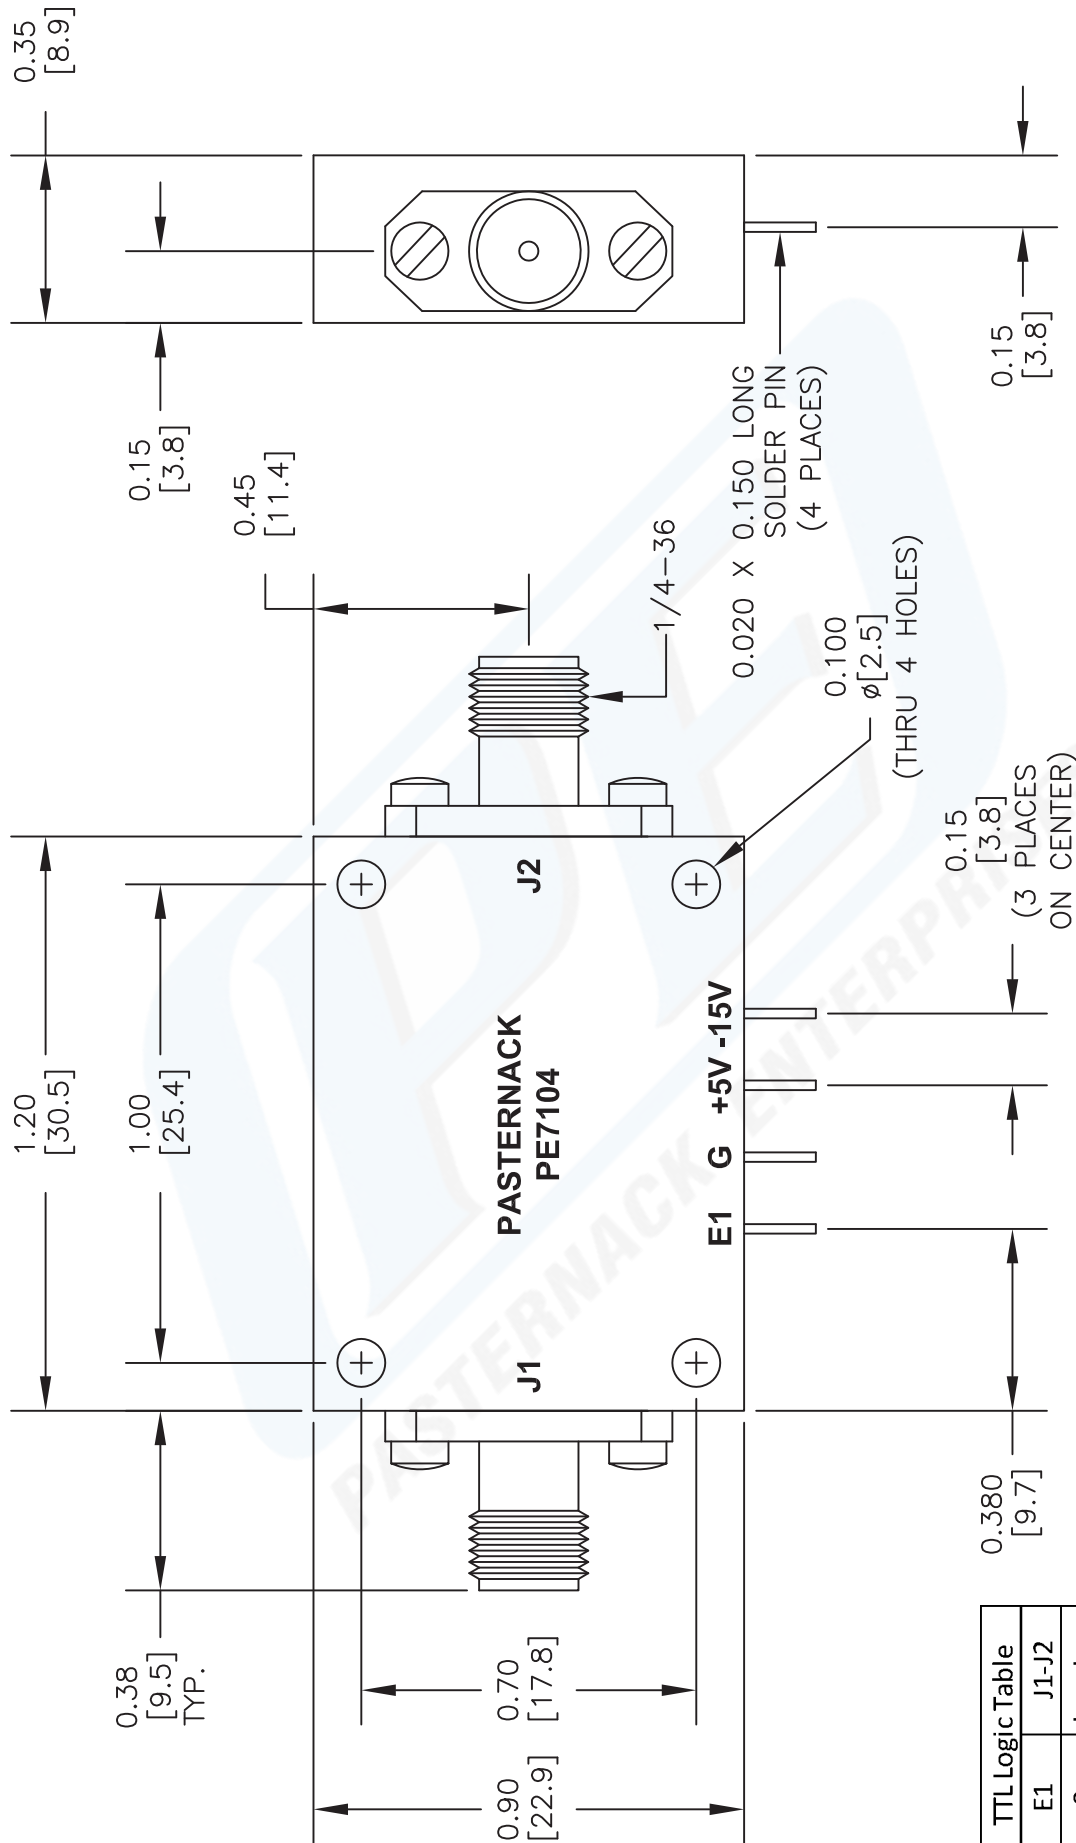 0.35
[8.9]
0.15
[3.8]
0.45
[11.4]
0.15
[3.8]
0.020 X 0.150 LONG
SOLDER PIN
(4 PLACES)
1/4-36
0.100
ø[2.5]
(THRU 4 HOLES)
0.15
[3.8]
(3 PLACES
ON CENTER)
1.20
[30.5]
1.00
[25.4]
J2
PASTERNACK
PE7104
J1
E1 G +5V -15V
0.380
[9.7]
0.38
[9.5]
TYP.
0.70
[17.8]
0.90
[22.9]
TTL Logic Table
E1 J1-J2
PE
PASTERNACK